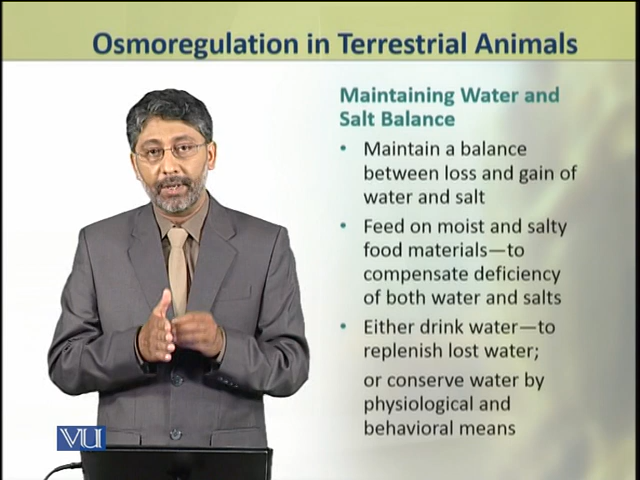 Osmoregulation in Terrestrial Animals
Maintaining Water and
Salt Balance
• Maintain a balance
between loss and gain of
water and salt
• Feed on moist and salty
food materials—to
compensate deficiency
of both water and salts
• Either drink water—to
replenish lost water;
or conserve water by
physiological and
behavioral means
VU